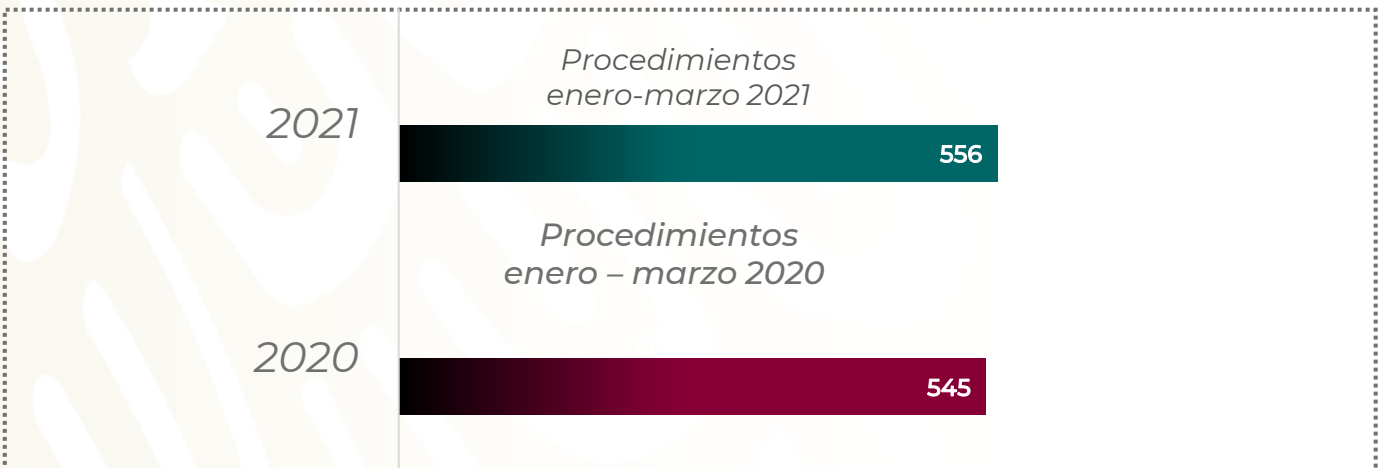 Procedimientos
enero-marzo 2021
2021
556
Procedimientos
enero – marzo 2020
2020
545